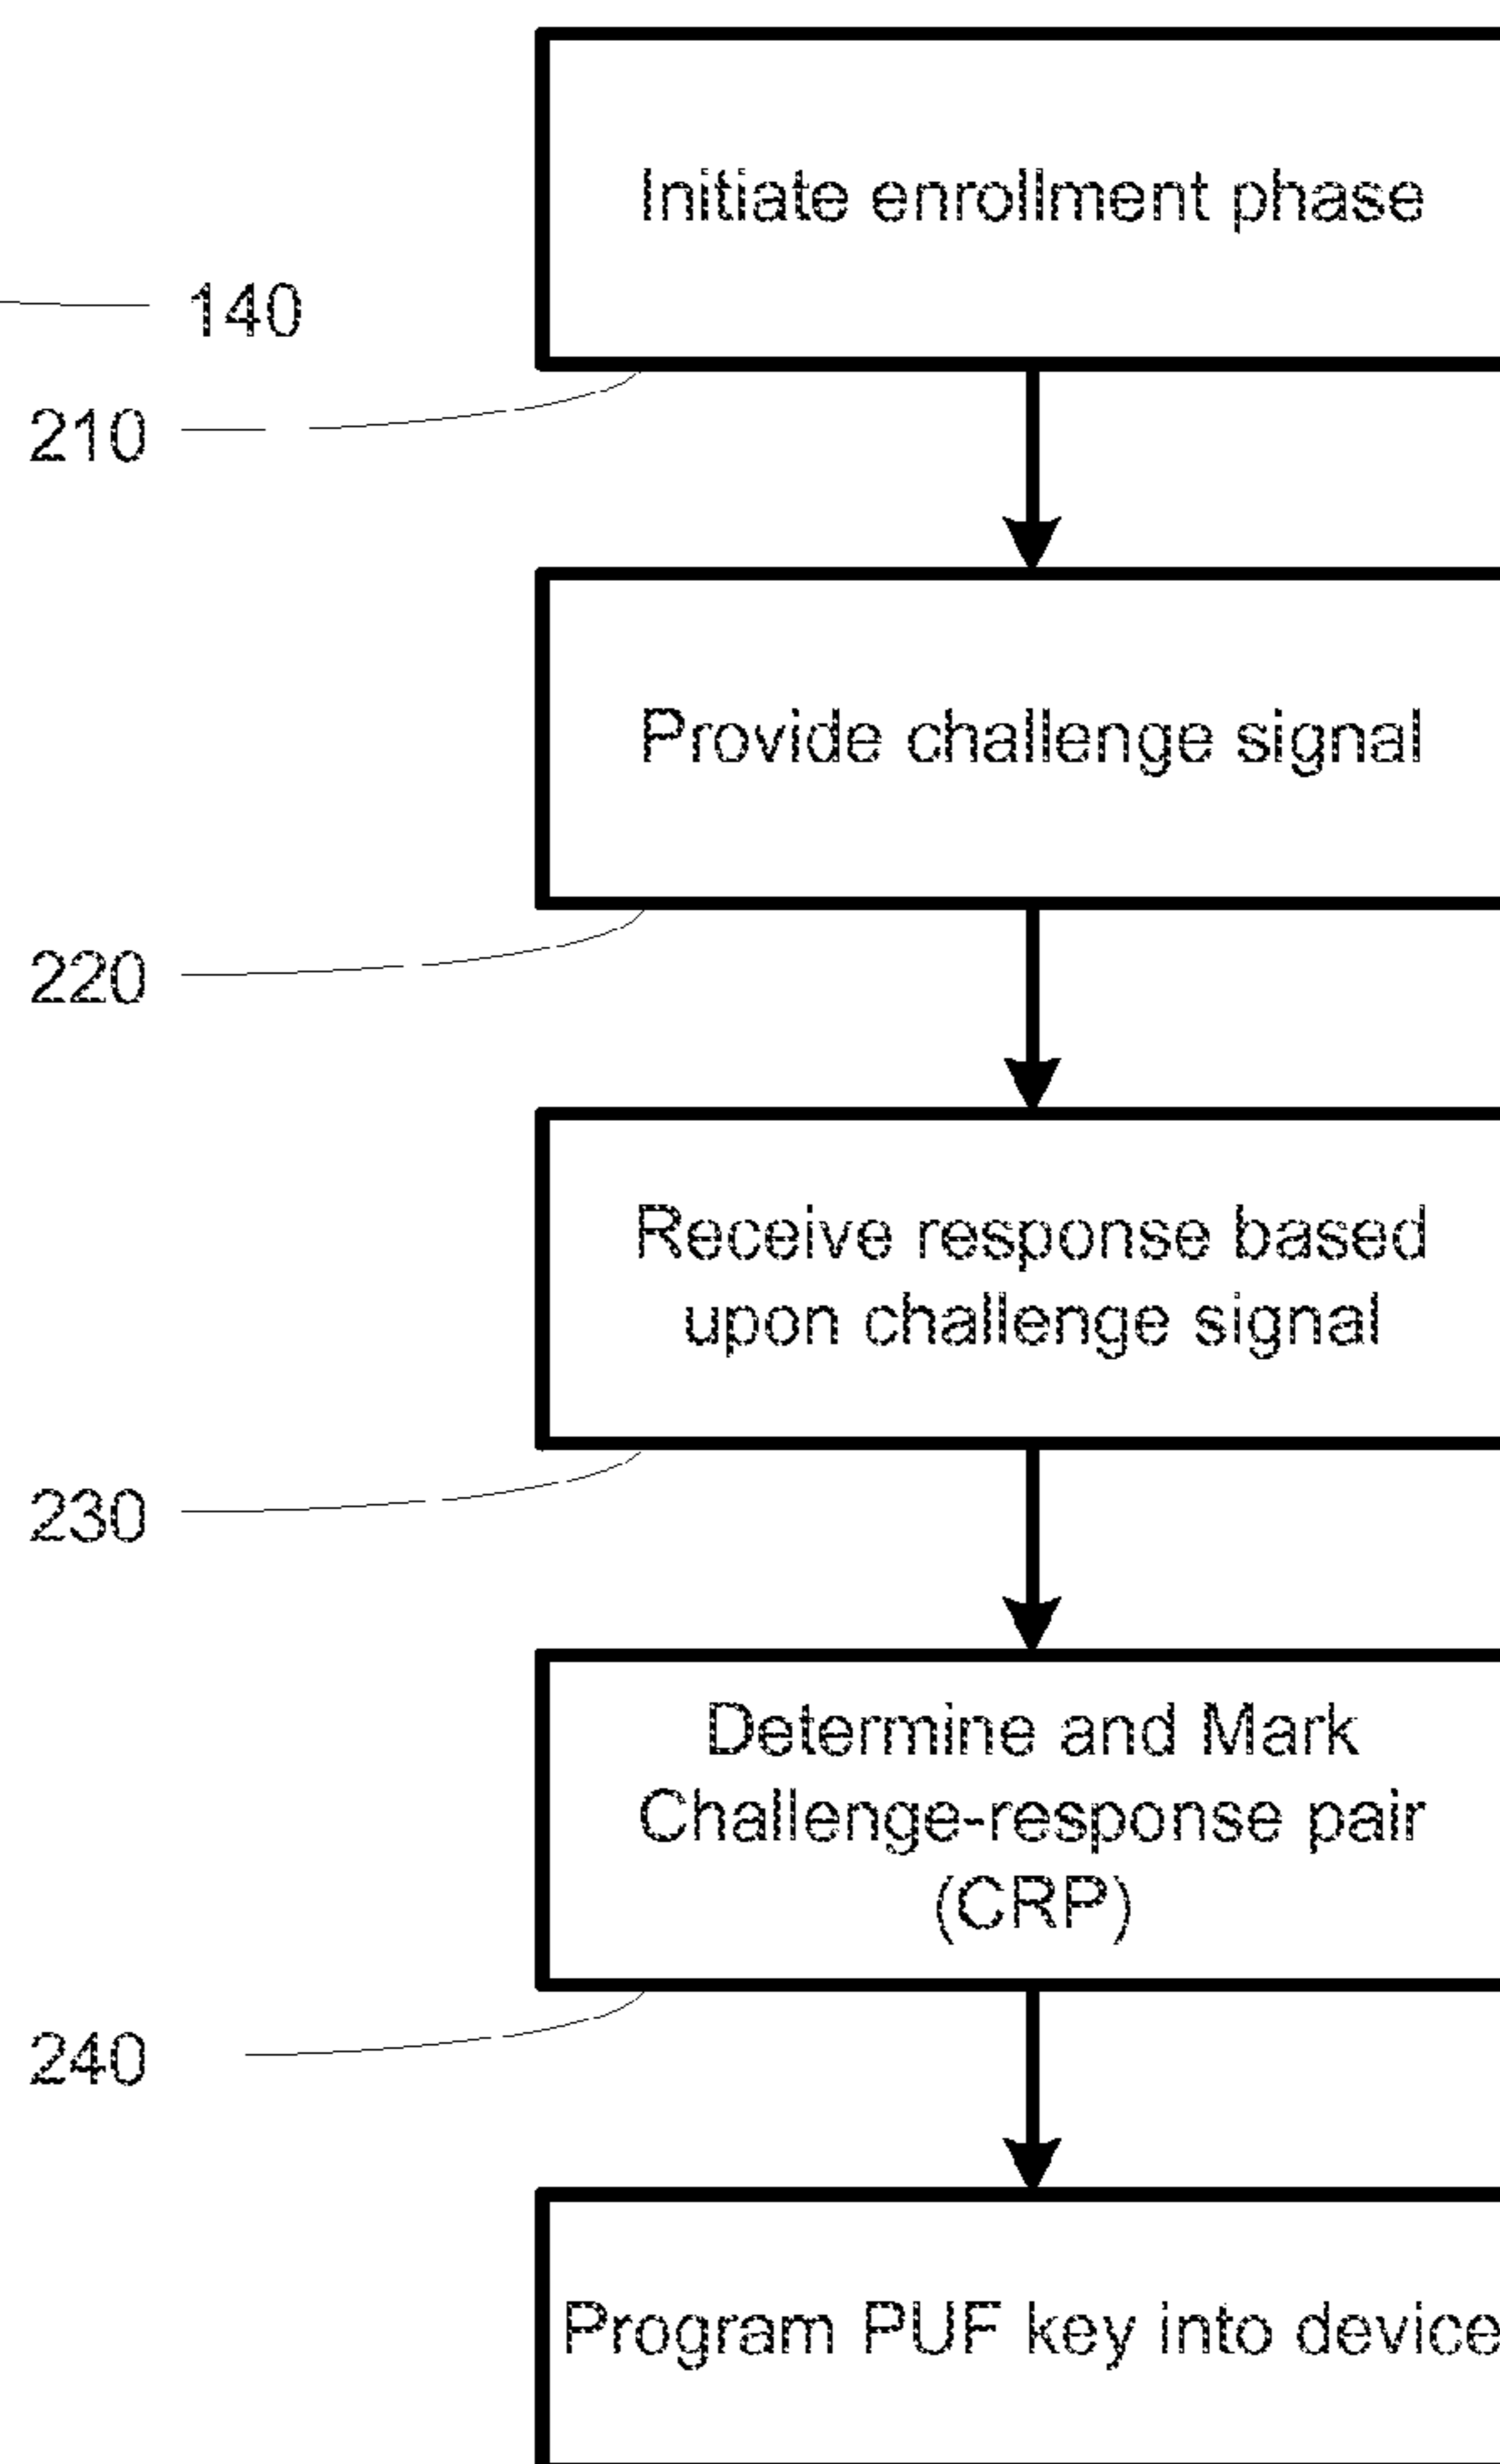 Initiate enrollment phase
140
210
Provide challenge signal
220
Receive response based
upon challenge signal
230
Determine and Mark
Challenge-response pair
(CRP)
240
Program PUF key into device